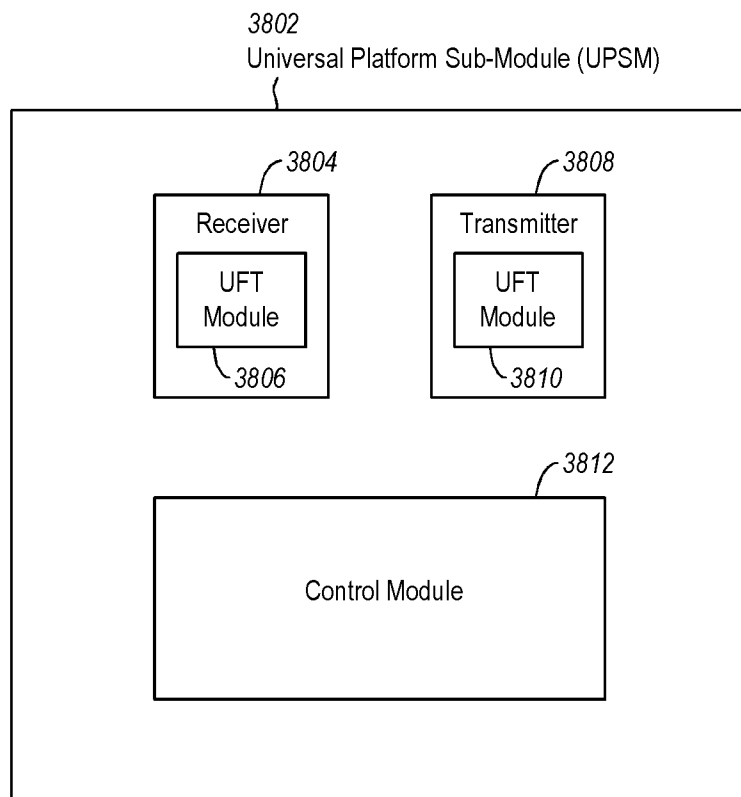 3802
Universal Platform Sub-Module (UPSM)
3804
Receiver
UFT
Module
3806
3808
Transmitter
UFT
Module
3810
3812
Control Module